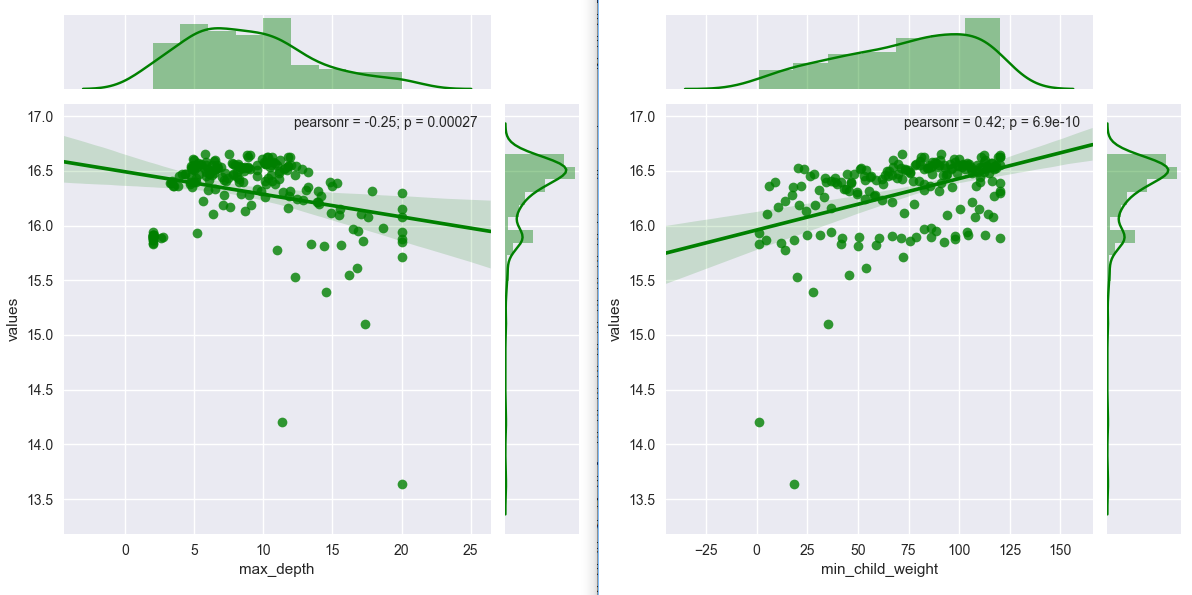 pearsonr = -0.25; p = 0.00027
17.0
16.5
16.0
15.5
15.0
14.5
14.0
13.5
values
0 5 10 15 20 25
max_depth
pearsonr = 0.42; p = 6.9e-10
17.0
16.5
16.0
15.5
15.0
14.5
14.0
13.5
values
−25 0 25 50 75 100 125 150
min_child_weight